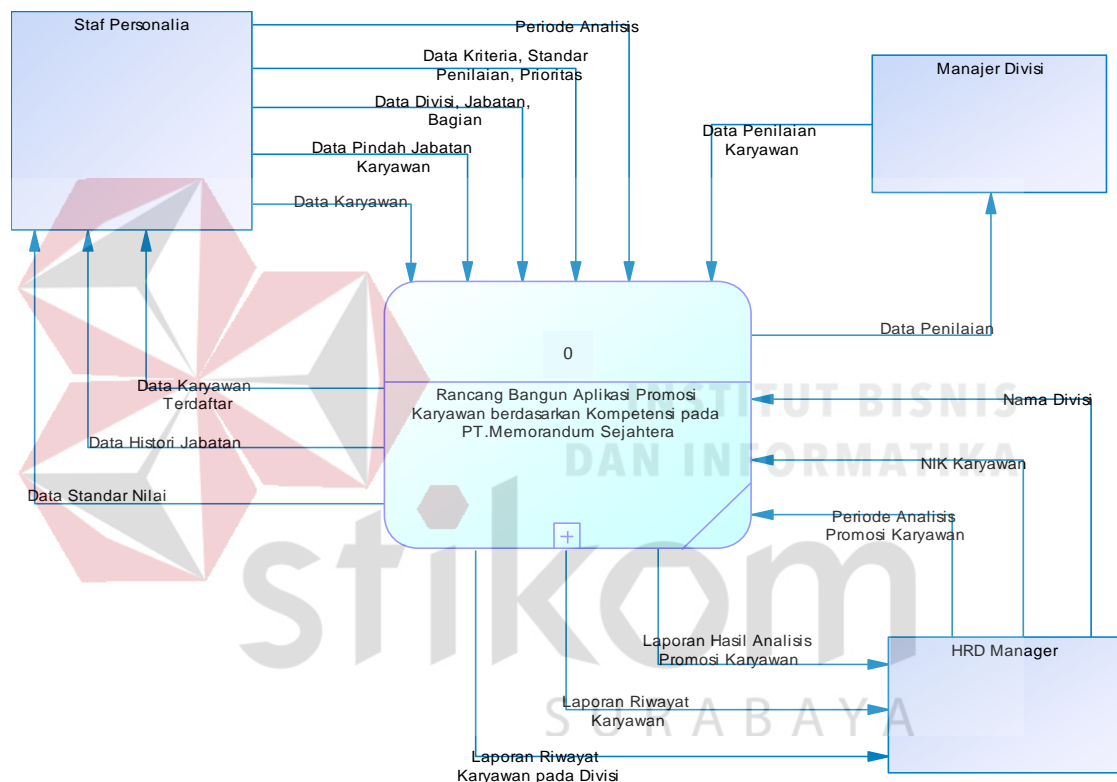 Staf Personalia
Periode Analisis
Data Kriteria, Standar
Penilaian, Prioritas
Data Divisi, Jabatan,
Bagian
Data Pindah Jabatan
Karyawan
Data Karyawan
Manajer Divisi
Data Penilaian
Karyawan
Data Penilaian
0
Rancang Bangun Aplikasi Promosi
Karyawan berdasarkan Kompetensi pada
PT.Memorandum Sejahtera
Data Karyawan
Terdaftar
Data Histori Jabatan
Data Standar Nilai
INSTITUT BISNIS
DAN INFORMATIKA
Nama Divisi
NIK Karyawan
Periode Analisis
Promosi Karyawan
stikom
SURABAYA
HRD Manager
Laporan Hasil Analisis
Promosi Karyawan
Laporan Riwayat
Karyawan
Laporan Riwayat
Karyawan pada Divisi